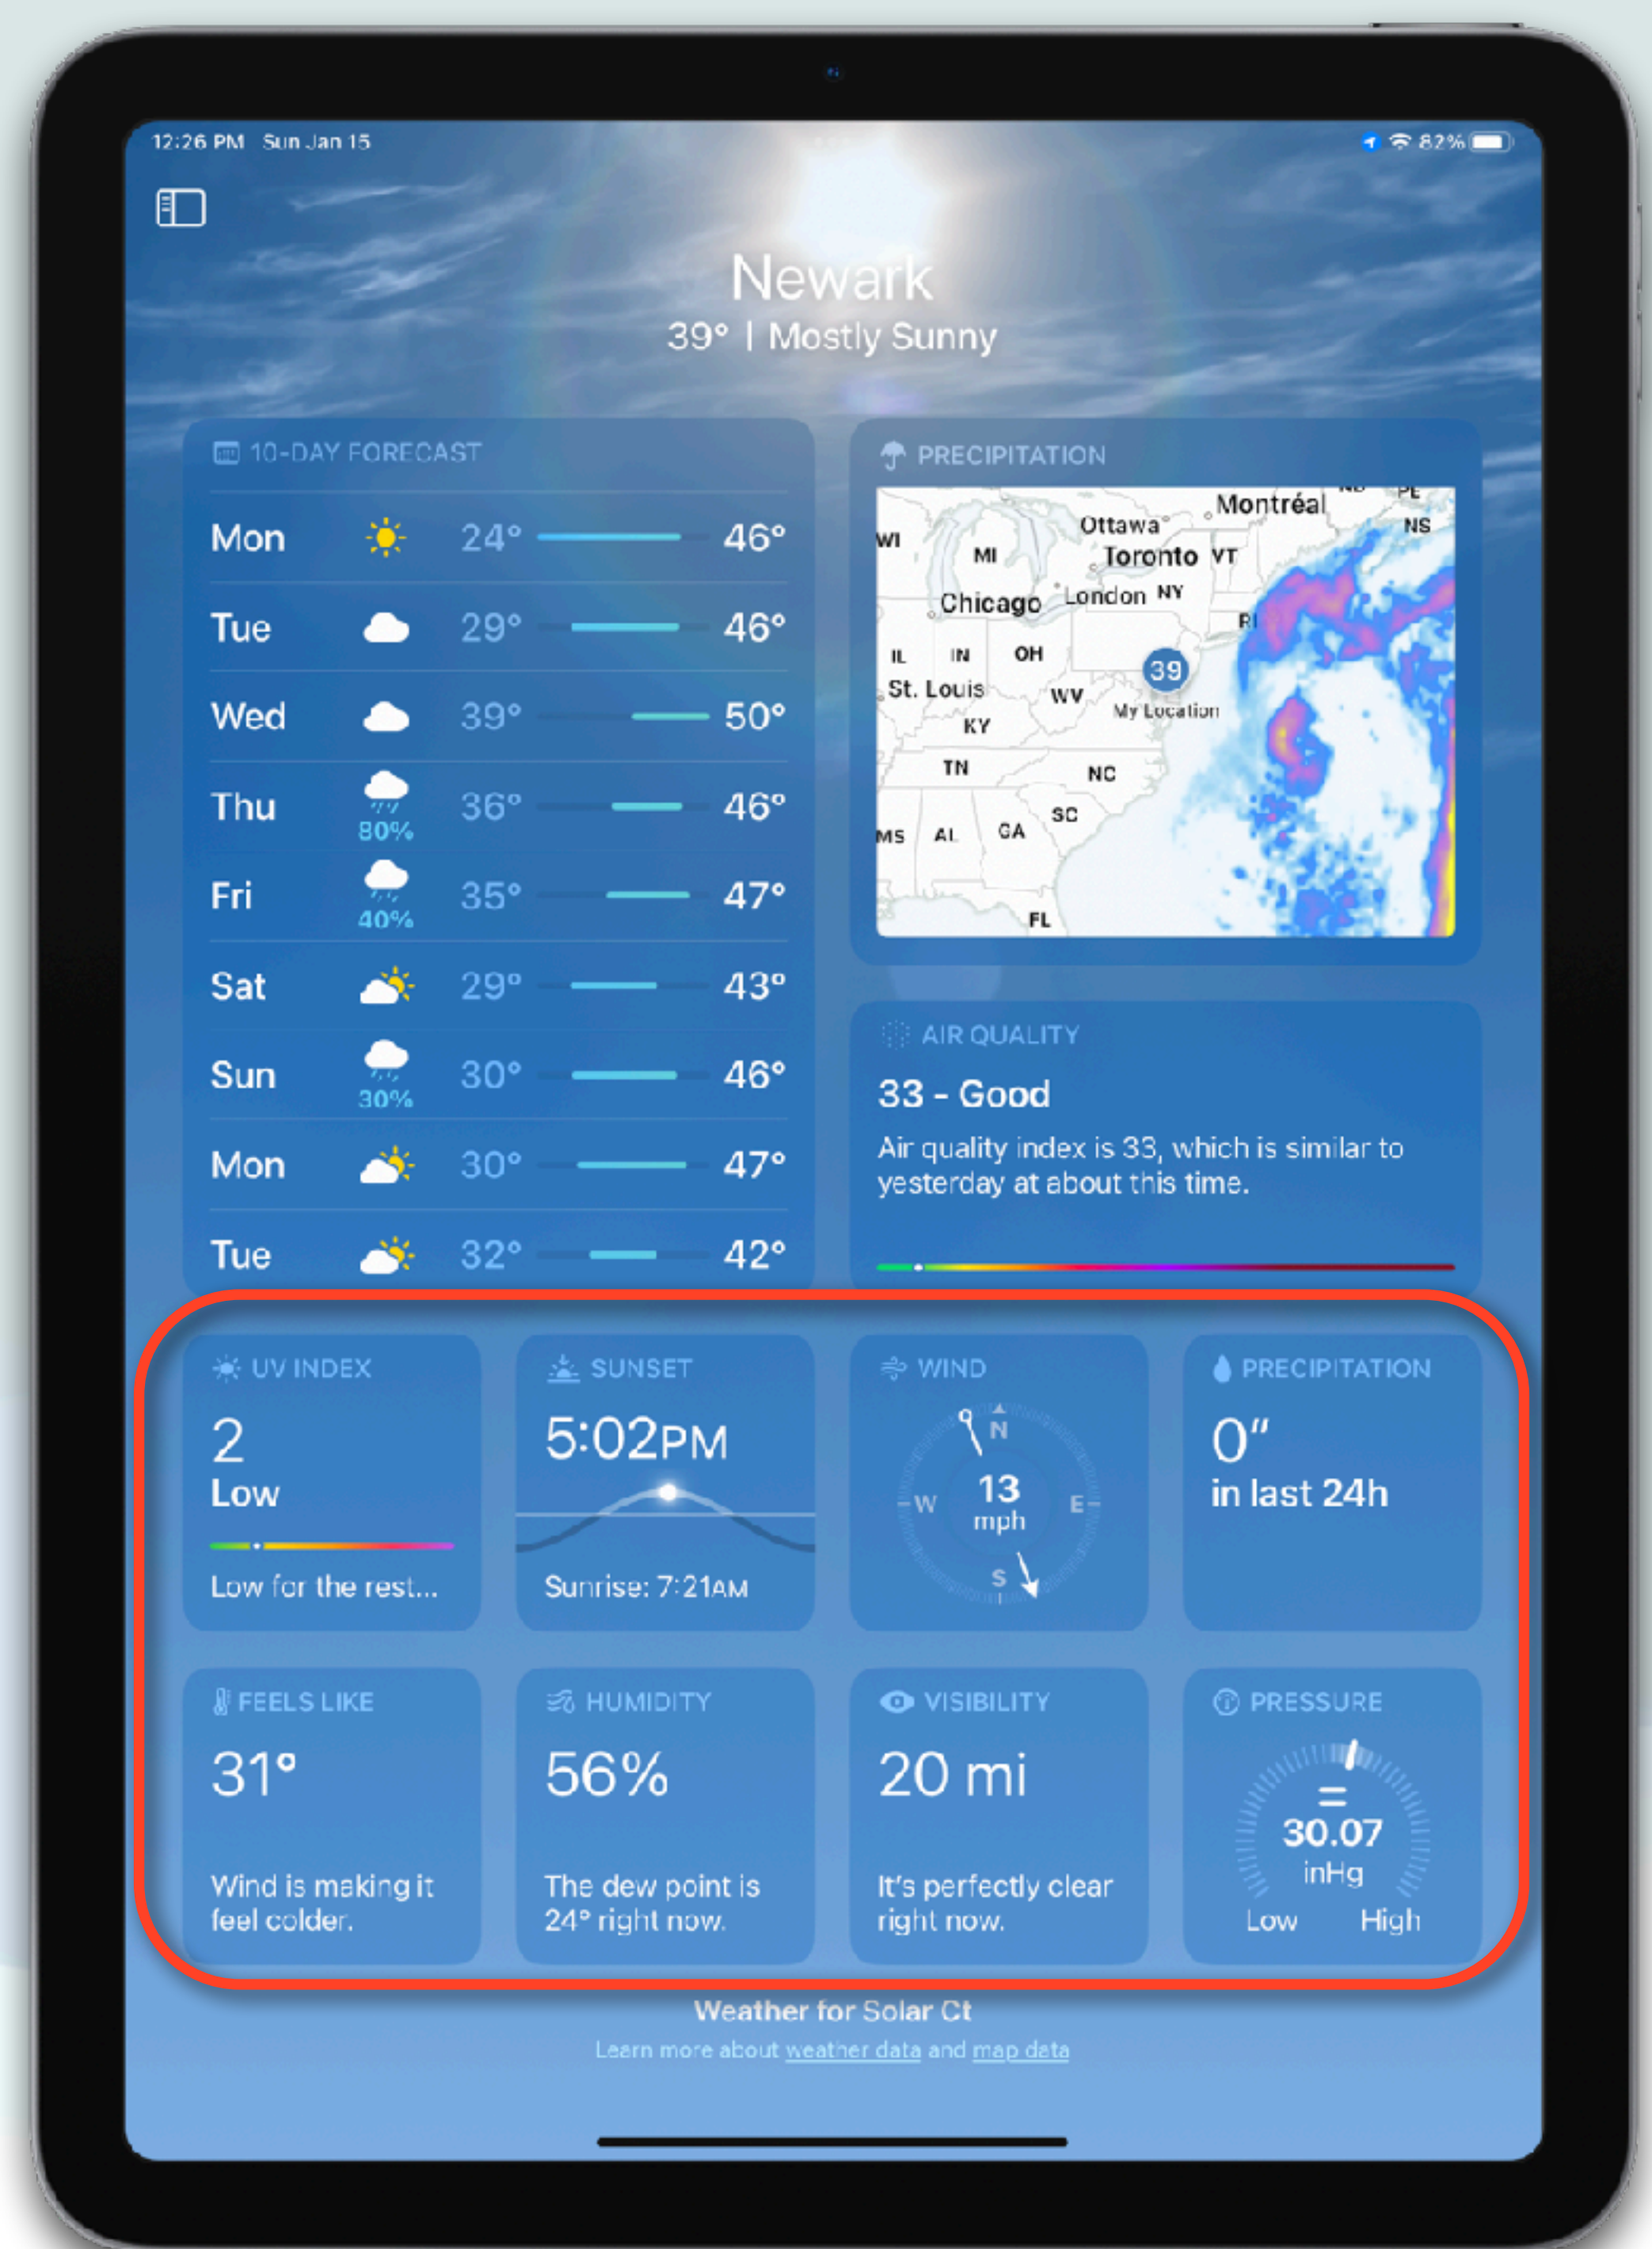 12:26 PM Sun Jan 15
82%
Newark
39° | Mostly Sunny
10-DAY FORECAST
Mon 24° 46°
Tue 29° 46°
Wed 39° 50°
Thu 80% 36° 46°
Fri 40% 35° 47°
Sat 29° 43°
Sun 30% 30° 46°
Mon 30° 47°
Tue 32° 42°
PRECIPITATION
Montréal PE
Ottawa NS
WI MI Toronto VT
Chicago London NY
RI
IL IN OH 39
St. Louis WV My Location
KY
TN NC
SC
MS AL GA
FL
AIR QUALITY
33 - Good
Air quality index is 33, which is similar to
yesterday at about this time.
UV INDEX
2
Low
Low for the rest...
SUNSET
5:02PM
Sunrise: 7:21AM
WIND
N
W 13 E
mph
S
PRECIPITATION
0"
in last 24h
FEELS LIKE
31°
Wind is making it
feel colder.
HUMIDITY
56%
The dew point is
24° right now.
VISIBILITY
20 mi
It's perfectly clear
right now.
PRESSURE
=
30.07
inHg
Low High
Weather for Solar Ct
Learn more about weather data and map data